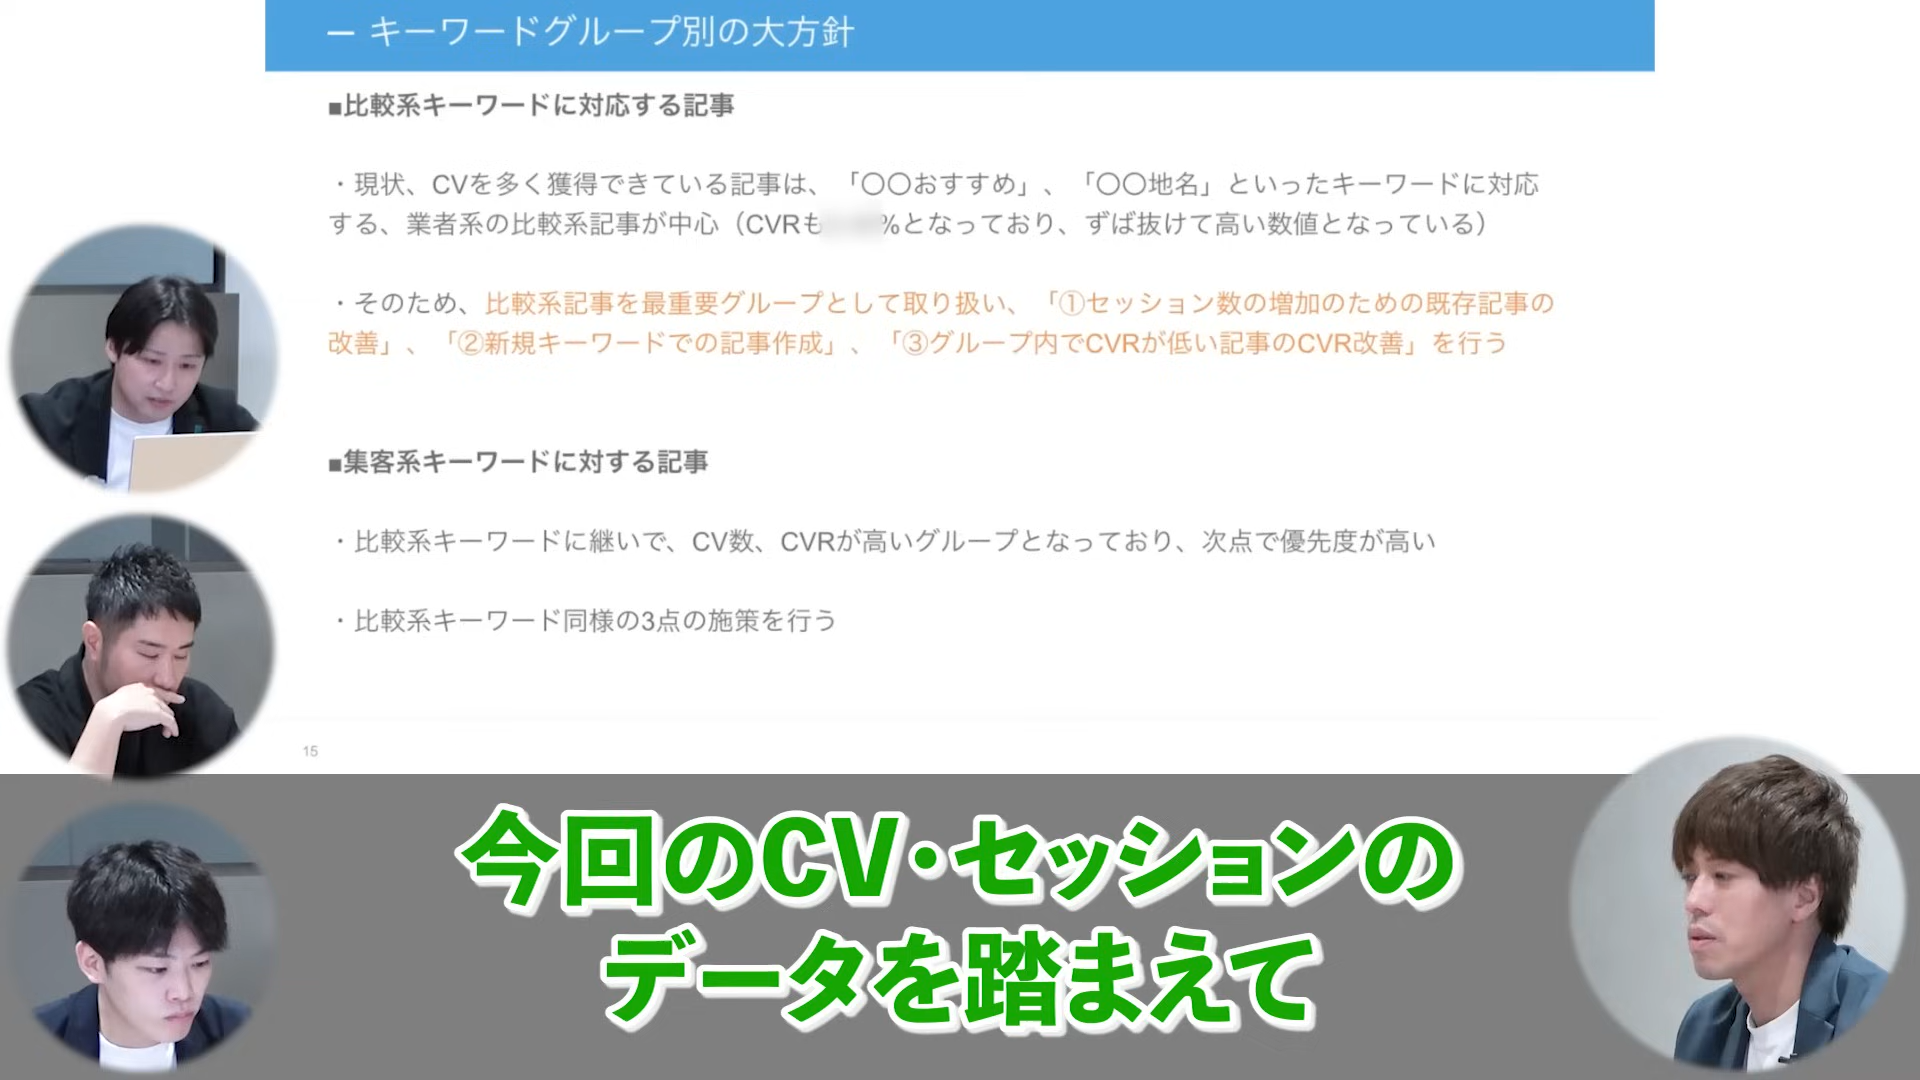 ー キーワードグループ別の大方針
■比較系キーワードに対応する記事
・現状、CVを多く獲得できている記事は、「〇〇おすすめ」、「〇〇地名」といったキーワードに対応
する、業者系の比較系記事が中心（CVRも %となっており、ずば抜けて高い数値となっている）
・そのため、比較系記事を最重要グループとして取り扱い、「①セッション数の増加のための既存記事の
改善」、「②新規キーワードでの記事作成」、「③グループ内でCVRが低い記事のCVR改善」を行う
■集客系キーワードに対する記事
・比較系キーワードに継いで、CV数、CVRが高いグループとなっており、次点で優先度が高い
・比較系キーワード同様の3点の施策を行う
15
今回のCV・セッションの
データを踏まえて